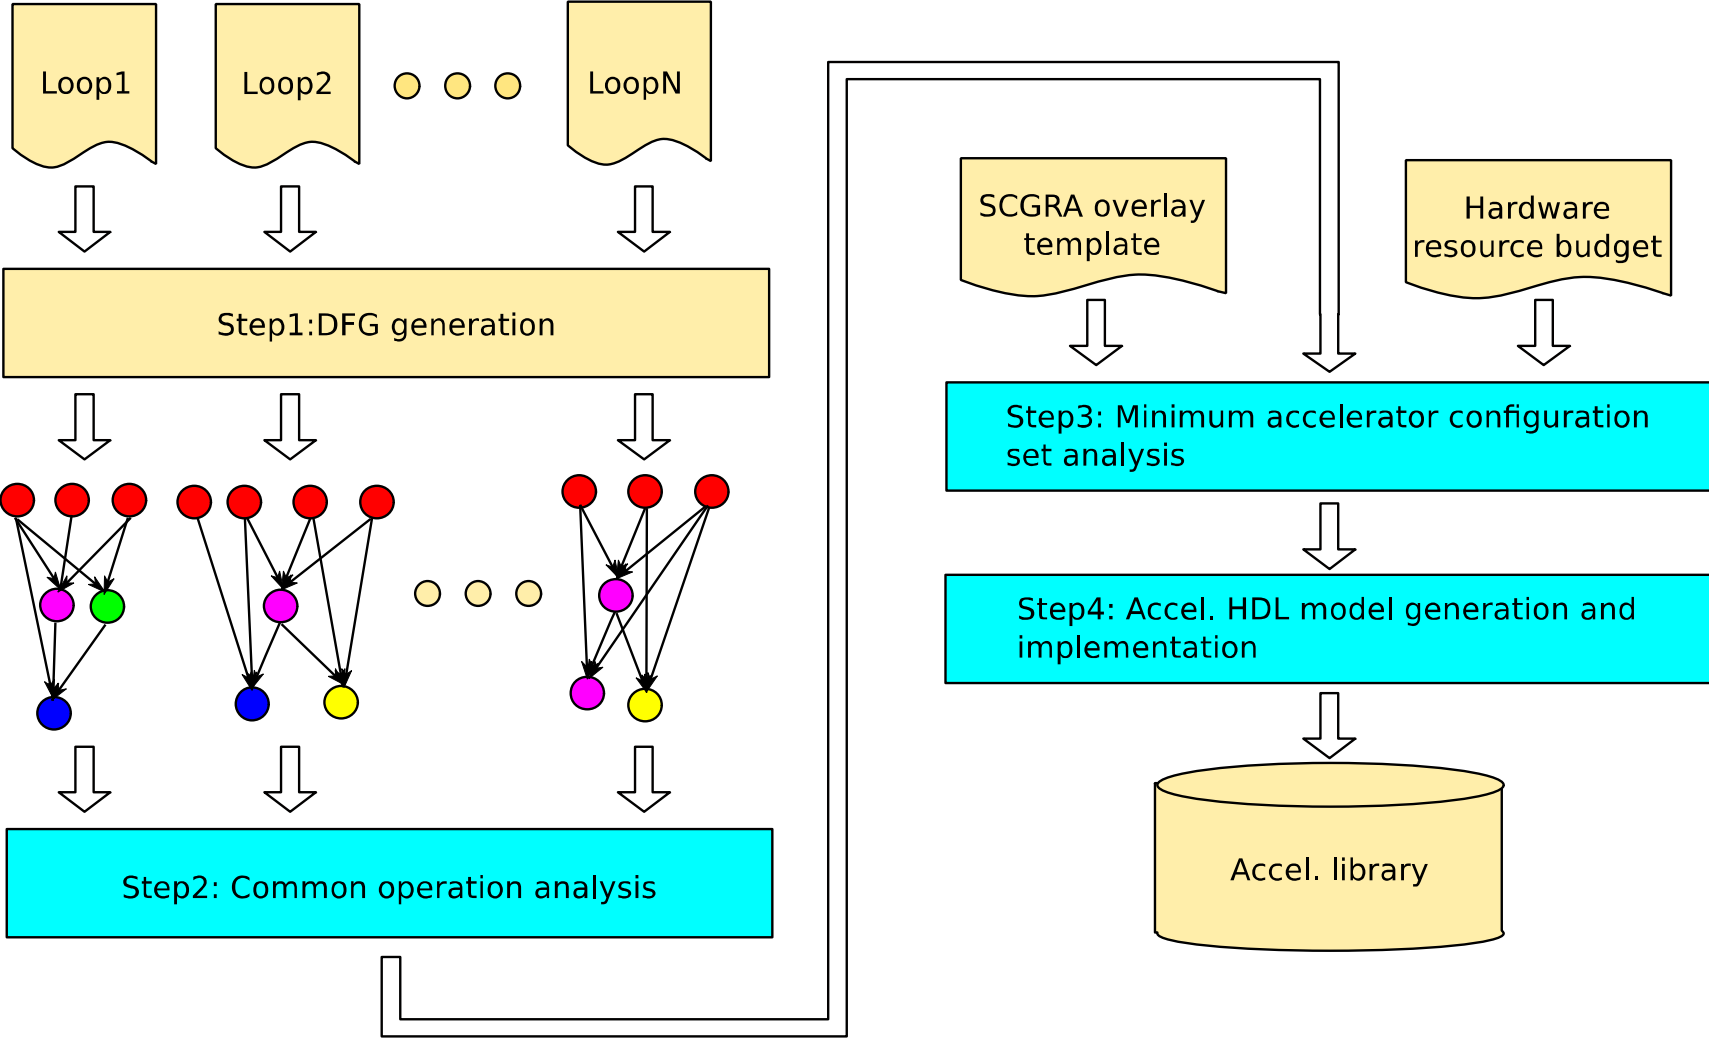 Loop1
Loop2
LoopN
Step1:DFG generation
Step2: Common operation analysis
SCGRA overlay
template
Hardware
resource budget
Step3: Minimum accelerator configuration
set analysis
Step4: Accel. HDL model generation and
implementation
Accel. library